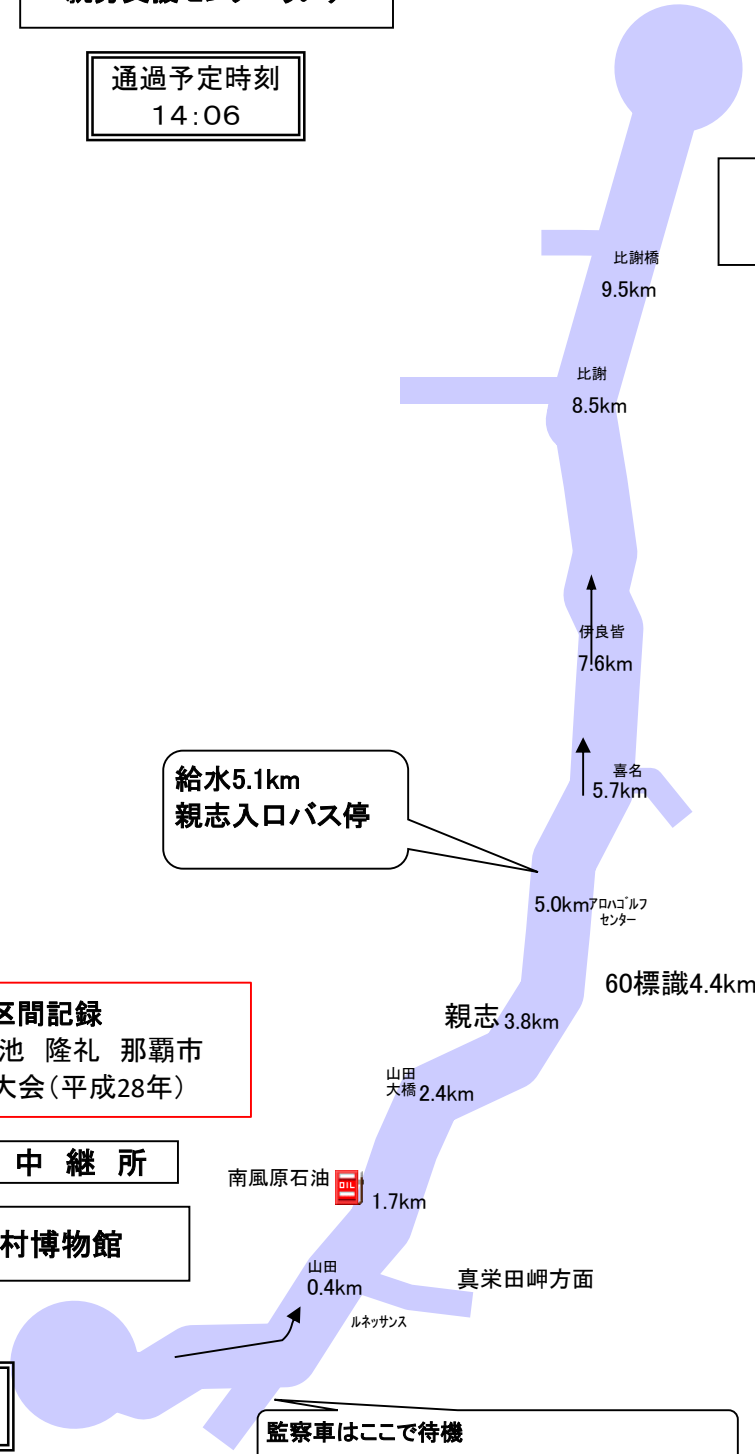 通過予定時刻
14:06
比謝橋
9.5km
比謝
8.5km
伊良皆
7.6km
喜名
5.7km
給水5.1km
親志入口バス停
5.0km
アロハゴルフ
センター
60標識4.4km
親志 3.8km
区間記録
池 隆礼 那覇市
大会(平成28年)
山田
大橋 2.4km
中 継 所
南風原石油
OIL
1.7km
村博物館
山田
0.4km
真栄田岬方面
ルネッサンス
監察車はここで待機